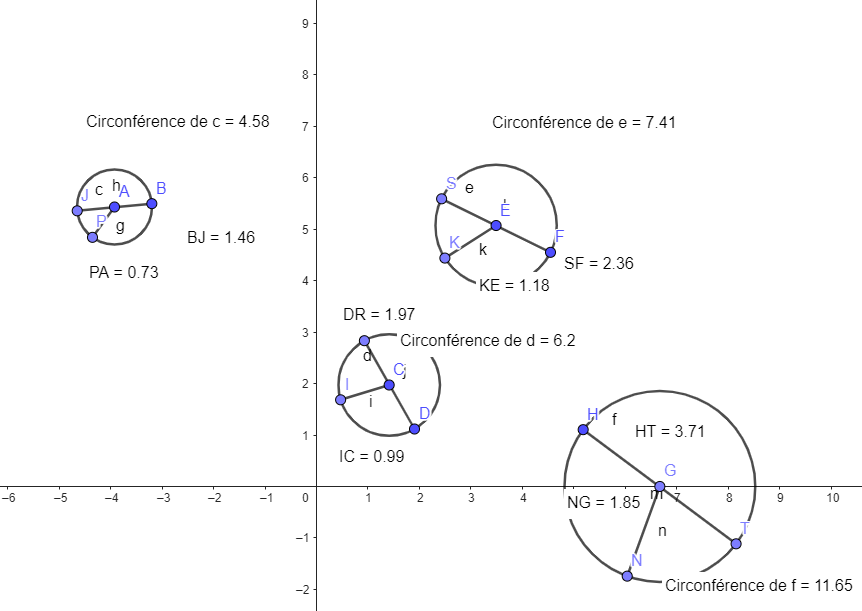 9
8
Circonférence de c = 4.58
7
Circonférence de e = 7.41
6
J c h A B
S e
E
P g
5
K k
F
BJ = 1.46
SF = 2.36
PA = 0.73
4
KE = 1.18
DR = 1.97
3
Circonférence de d = 6.2
d
C j
2
I
i
D
H f
1
HT = 3.71
IC = 0.99
G
−6 −5 −4 −3 −2 −1 0 1 2 3 4 m 7 8 9 10
NG = 1.85
n
T
−1
N
Circonférence de f = 11.65
−2